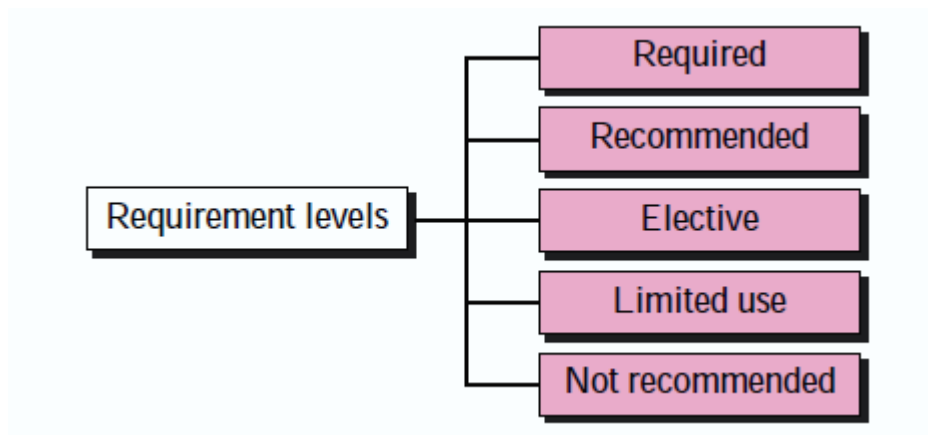 Required
Recommended
Requirement levels
Elective
Limited use
Not recommended